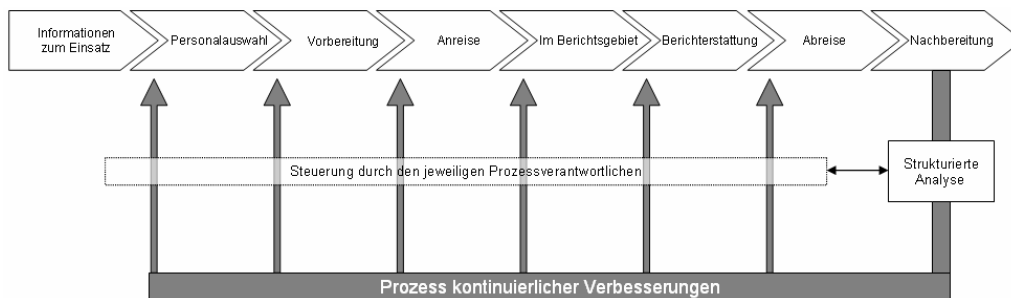 Informationen
zum Einsatz
Personalauswahl
Vorbereitung
Anreise
Im Berichtsgebiet
Berichterstattung
Abreise
Nachbereitung
Steuerung durch den jeweiligen Prozessverantwortlichen
Strukturierte
Analyse
Prozess kontinuierlicher Verbesserungen